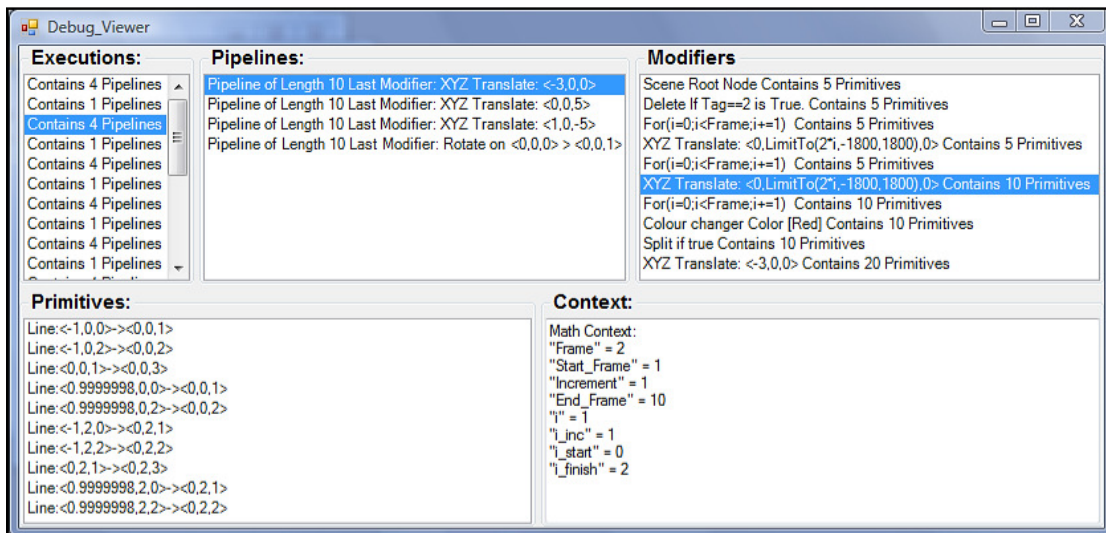 Debug_Viewer
Executions:
Contains 4 Pipelines
Contains 1 Pipelines
Contains 4 Pipelines
Contains 1 Pipelines
Contains 4 Pipelines
Contains 1 Pipelines
Contains 4 Pipelines
Contains 1 Pipelines
Contains 4 Pipelines
Contains 1 Pipelines
Pipelines:
Pipeline of Length 10 Last Modifier: XYZ Translate: <-3,0,0>
Pipeline of Length 10 Last Modifier: XYZ Translate: <0,0,5>
Pipeline of Length 10 Last Modifier: XYZ Translate: <1,0,-5>
Pipeline of Length 10 Last Modifier: Rotate on <0,0,0> > <0,0,1>
Modifiers
Scene Root Node Contains 5 Primitives
Delete If Tag==2 is True. Contains 5 Primitives
For(i=0;i<Frame;i+=1)  Contains 5 Primitives
XYZ Translate: <0,LimitTo(2*i,-1800,1800),0> Contains 5 Primitives
For(i=0;i<Frame;i+=1)  Contains 5 Primitives
XYZ Translate: <0,LimitTo(2*i,-1800,1800),0> Contains 10 Primitives
For(i=0;i<Frame;i+=1)  Contains 10 Primitives
Colour changer Color [Red] Contains 10 Primitives
Split if true Contains 10 Primitives
XYZ Translate: <-3,0,0> Contains 20 Primitives
Primitives:
Line:<-1,0,0>-><0,0,1>
Line:<-1,0,2>-><0,0,2>
Line:<0,0,1>-><0,0,3>
Line:<0.9999998,0,0>-><0,0,1>
Line:<0.9999998,0,2>-><0,0,2>
Line:<-1,2,0>-><0,2,1>
Line:<-1,2,2>-><0,2,2>
Line:<0,2,1>-><0,2,3>
Line:<0.9999998,2,0>-><0,2,1>
Line:<0.9999998,2,2>-><0,2,2>
Context:
Math Context:
"Frame" = 2
"Start_Frame" = 1
"Increment" = 1
"End_Frame" = 10
"i" = 1
"i_inc" = 1
"i_start" = 0
"i_finish" = 2